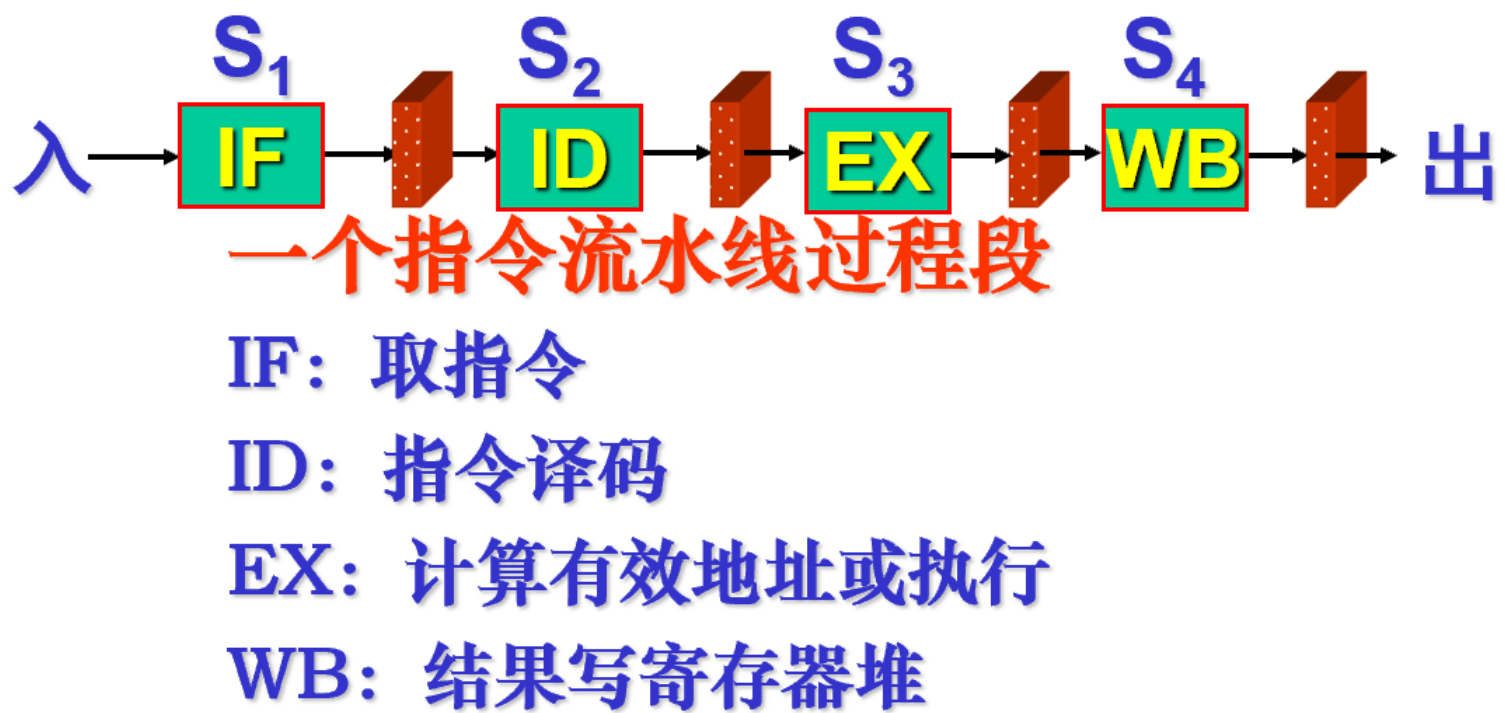 S₁ S₂ S₃ S₄
入 IF ID EX WB 出
一个指令流水线过程段
IF：取指令
ID：指令译码
EX：计算有效地址或执行
WB：结果写寄存器堆